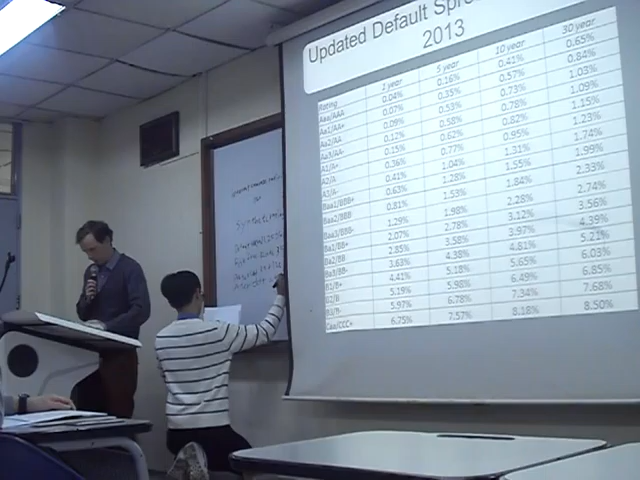 Updated Default Spre
2013
Rating 1 year 5 year 10 year 30 year
Aaa/AAA 0.04% 0.16% 0.41% 0.65%
Aa1/AA+ 0.07% 0.35% 0.57% 0.84%
Aa2/AA 0.09% 0.53% 0.73% 1.03%
Aa3/AA- 0.12% 0.58% 0.78% 1.09%
A1/A+ 0.15% 0.62% 0.82% 1.15%
A2/A 0.36% 0.77% 0.95% 1.23%
A3/A- 0.41% 1.04% 1.31% 1.74%
Baa1/BBB+ 0.63% 1.28% 1.55% 1.99%
Baa2/BBB 0.81% 1.53% 1.84% 2.33%
Baa3/BBB- 1.29% 1.98% 2.28% 2.74%
Ba1/BB+ 2.07% 2.78% 3.12% 3.56%
Ba2/BB 2.85% 3.58% 3.97% 4.39%
Ba3/BB- 3.63% 4.38% 4.81% 5.21%
B1/B+ 4.41% 5.18% 5.65% 6.03%
B2/B 5.19% 5.98% 6.49% 6.85%
B3/B- 5.97% 6.78% 7.34% 7.68%
Caa/CCC+ 6.75% 7.57% 8.18% 8.50%